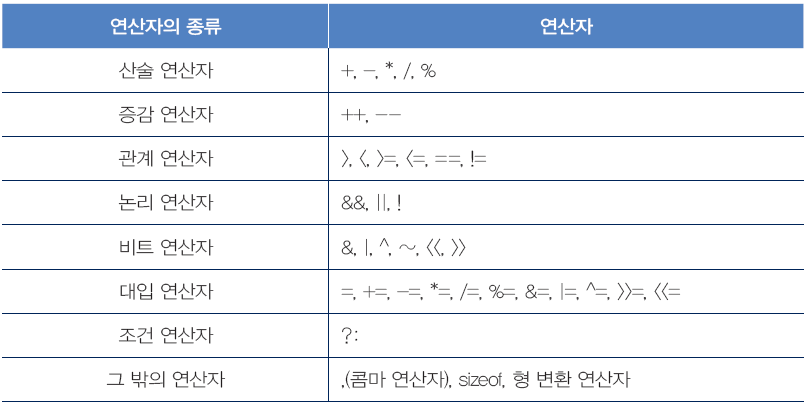 연산자의 종류 연산자
산술 연산자 +, -, *, /, %
증감 연산자 ++, --
관계 연산자 〉, 〈, 〉=, 〈=, ==, !=
논리 연산자 &&, ||, !
비트 연산자 &, |, ^, ~, 〈〈, 〉〉
대입 연산자 =, +=, -=, *=, /=, %=, &=, |=, ^=, 〉〉=, 〈〈=
조건 연산자 ?:
그 밖의 연산자 ,(콤마 연산자), sizeof, 형 변환 연산자